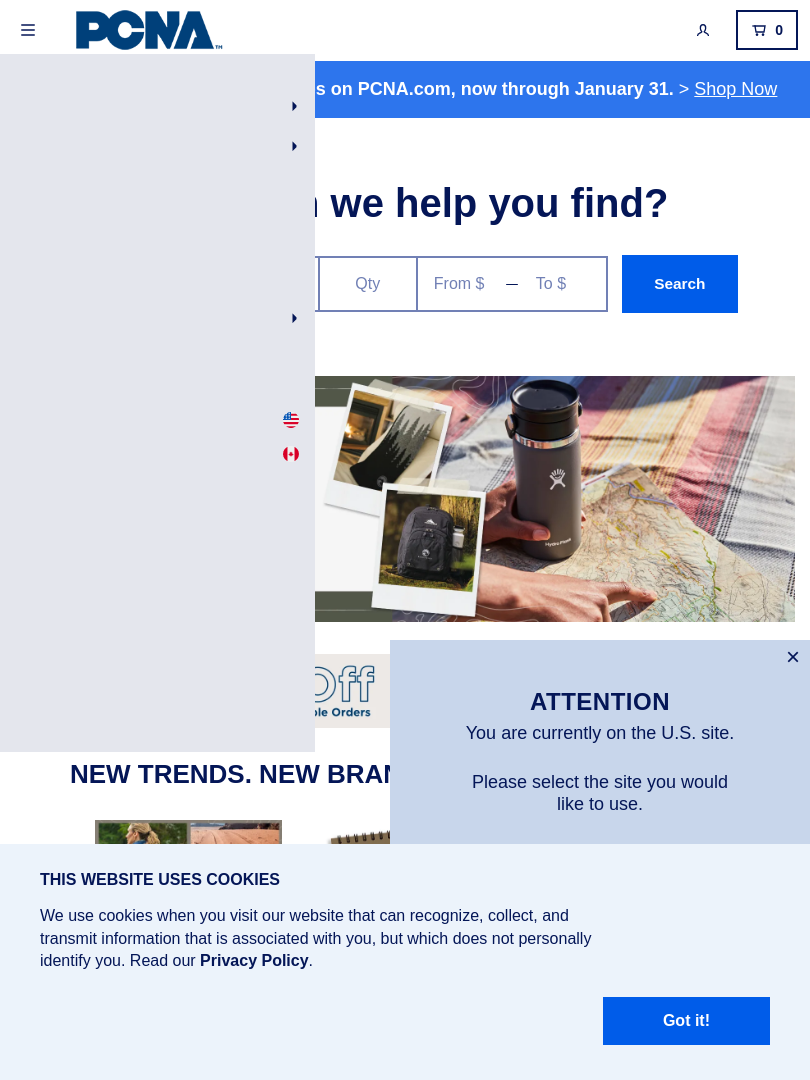 PCNA™
0
s on PCNA.com, now through January 31. > Shop Now
we help you find?
Qty
From $ — To $
Search
Hydro Flask
Off
ple Orders
NEW TRENDS. NEW BRAN
×
ATTENTION
You are currently on the U.S. site.
Please select the site you would
like to use.
THIS WEBSITE USES COOKIES
We use cookies when you visit our website that can recognize, collect, and
transmit information that is associated with you, but which does not personally
identify you. Read our Privacy Policy.
Got it!